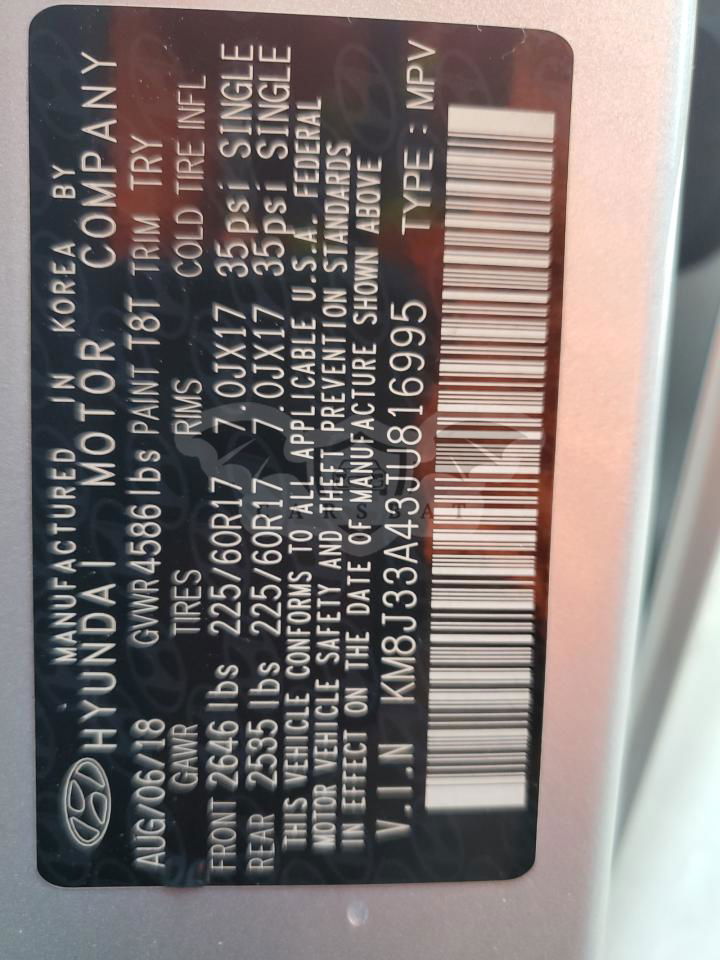 MANUFACTURED IN KOREA BY
HYUNDAI MOTOR COMPANY
AUG/06/18 GVWR 4586 lbs PAINT T8T TRIM TRY
GAWR TIRES RIMS COLD TIRE INFL
FRONT 2646 lbs 225/60R17 7.0JX17 35psi SINGLE
REAR 2535 lbs 225/60R17 7.0JX17 35psi SINGLE
THIS VEHICLE CONFORMS TO ALL APPLICABLE U.S.A. FEDERAL
MOTOR VEHICLE SAFETY AND THEFT PREVENTION STANDARDS
IN EFFECT ON THE DATE OF MANUFACTURE SHOWN ABOVE
V.I.N KM8J33A43JU816995 TYPE : MPV
CARSSAT